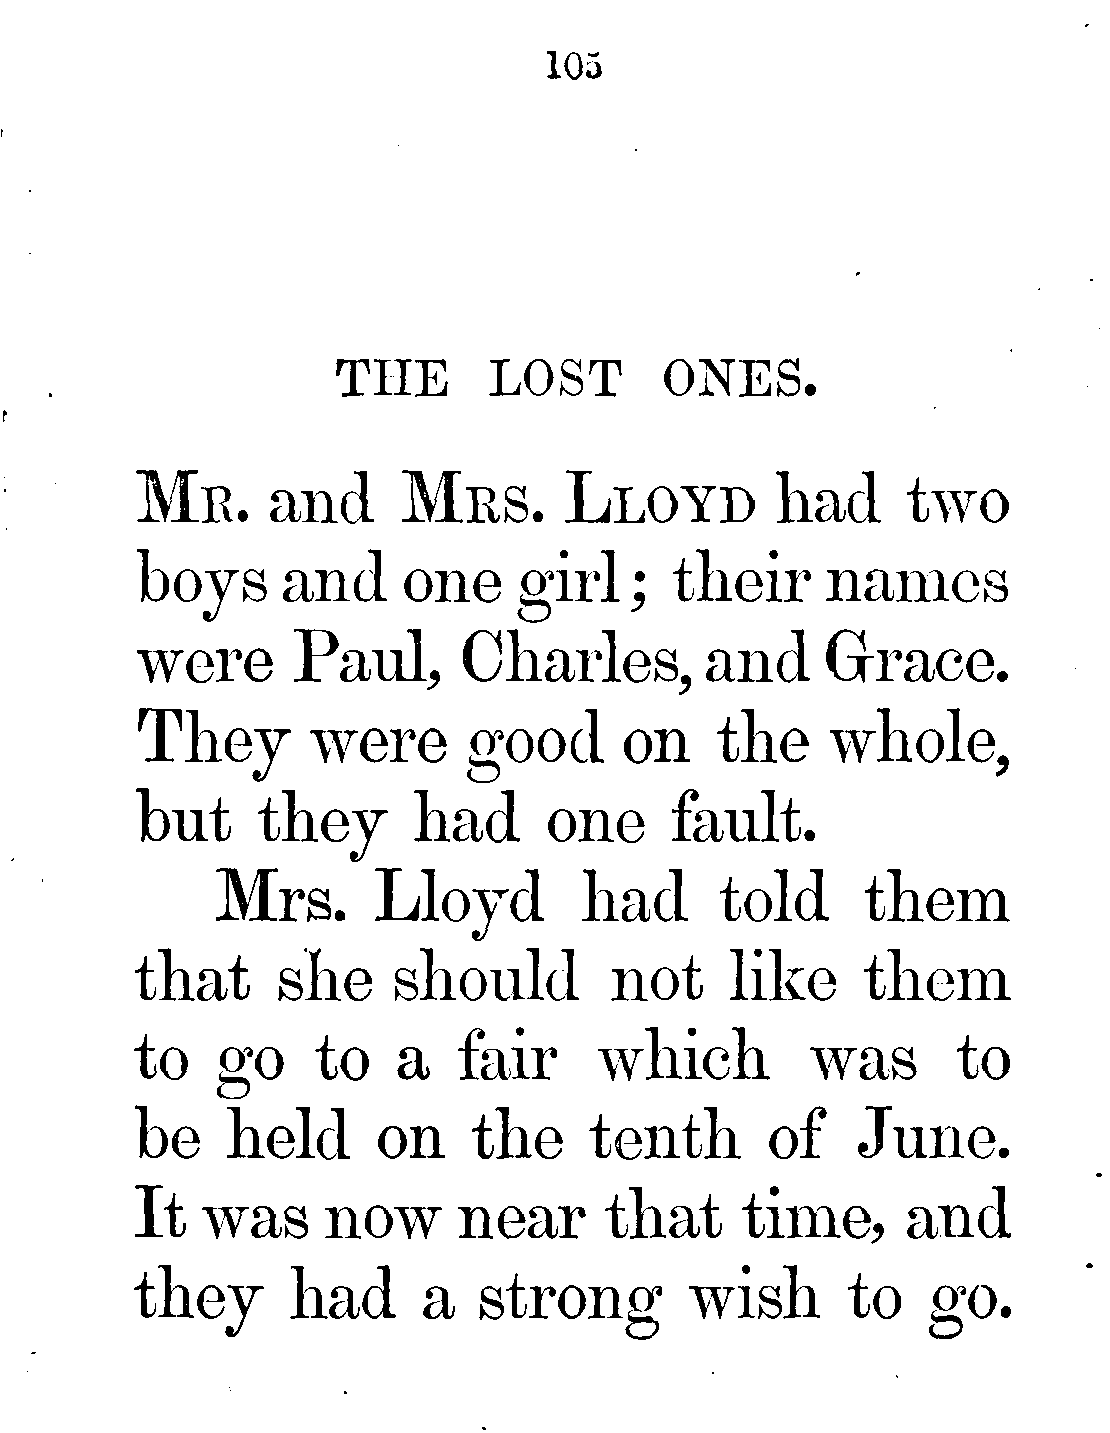 105
THE LOST ONES.
MR. and MRS. LLOYD had two
boys and one girl; their names
were Paul, Charles, and Grace.
They were good on the whole,
but they had one fault.
Mrs. Lloyd had told them
that she should not like them
to go to a fair which was to
be held on the tenth of June.
It was now near that time, and
they had a strong wish to go.